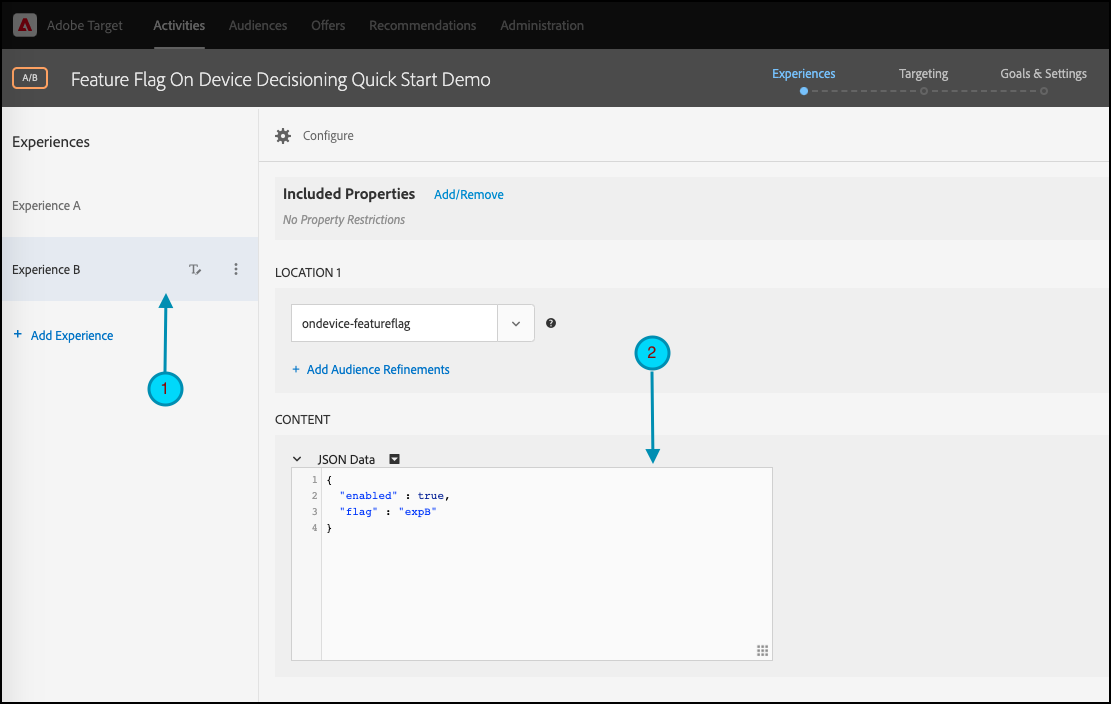 Adobe Target Activities Audiences Offers Recommendations Administration
A/B Feature Flag On Device Decisioning Quick Start Demo Experiences Targeting Goals & Settings
Experiences
Configure
Included Properties Add/Remove
No Property Restrictions
Experience A
Experience B
+ Add Experience
1
LOCATION 1
ondevice-featureflag
+ Add Audience Refinements
2
CONTENT
JSON Data
1 {
2 "enabled" : true,
3 "flag" : "expB"
4 }